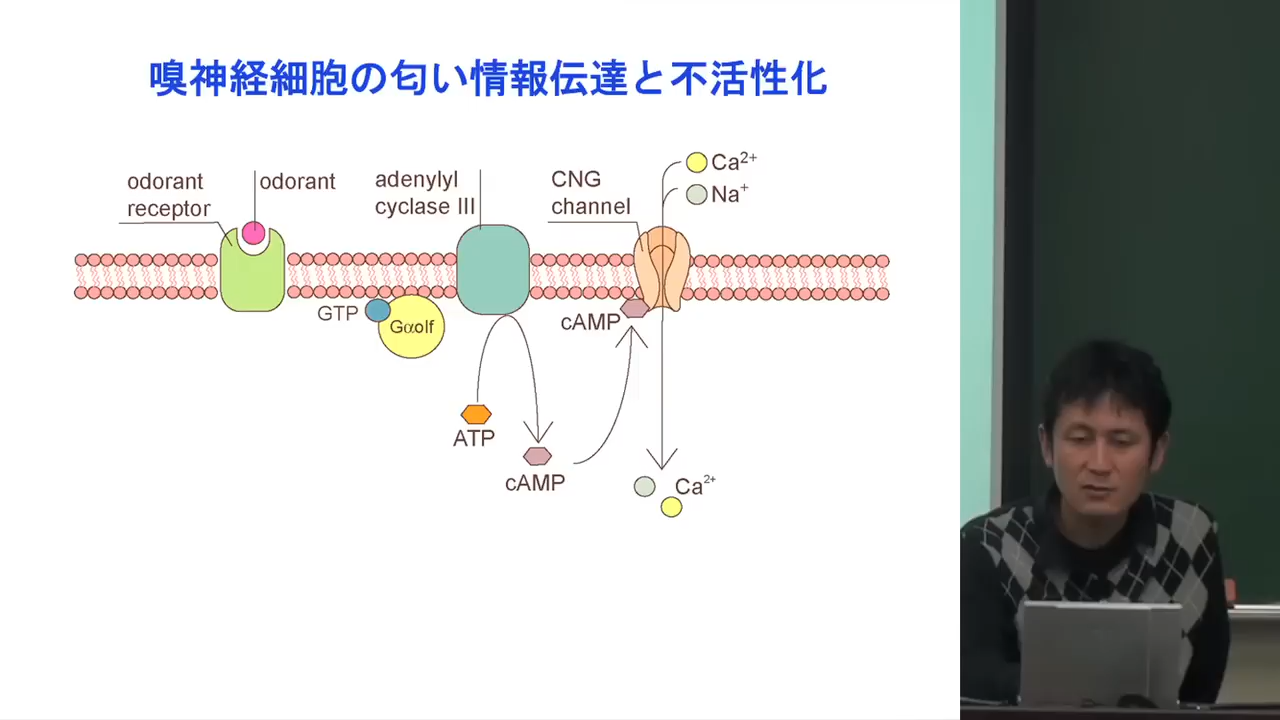 嗅神経細胞の匂い情報伝達と不活性化
odorant
receptor
odorant
adenylyl
cyclase III
CNG
channel
Ca2+
Na+
GTP
Gαolf
cAMP
ATP
cAMP
Ca2+